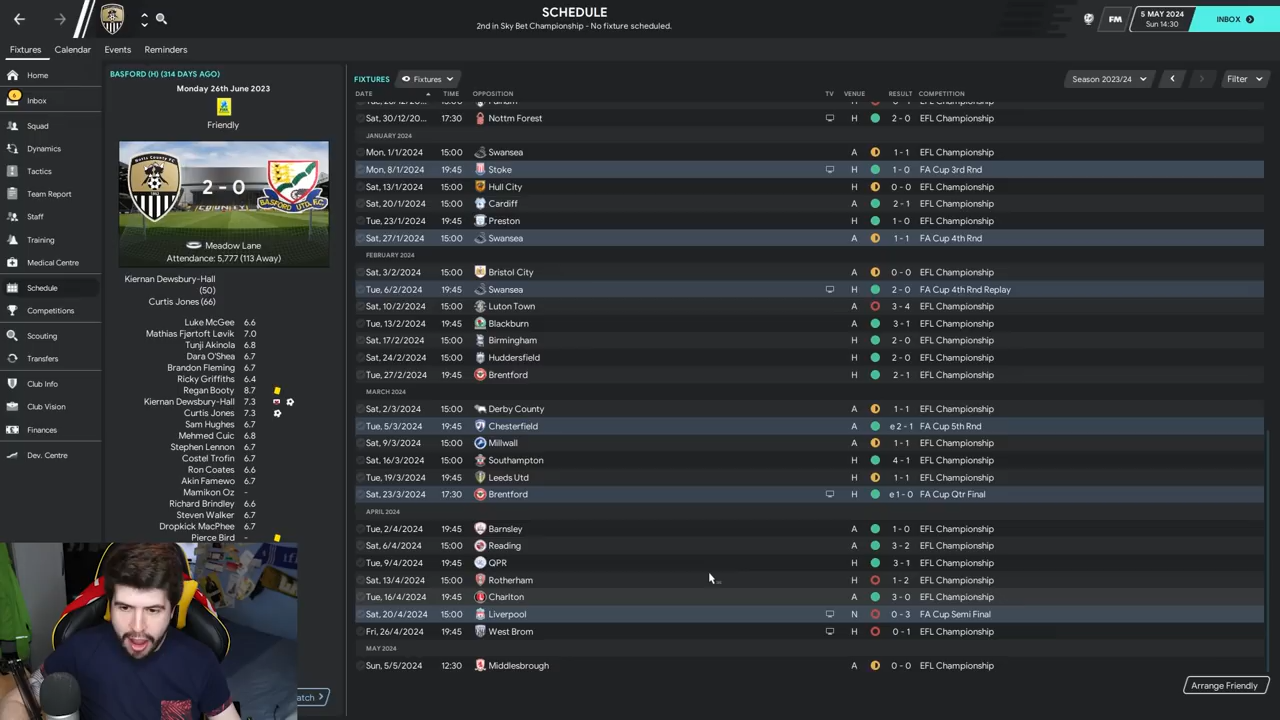 SCHEDULE
2nd in Sky Bet Championship - No fixture scheduled.
FM
5 MAY 2024
Sun 14:30
INBOX
Fixtures Calendar Events Reminders
Home
6
Inbox
Squad
Dynamics
Tactics
Team Report
Staff
Training
Medical Centre
Schedule
Competitions
Scouting
Transfers
Club Info
Club Vision
Finances
Dev. Centre
BASFORD (H) (314 DAYS AGO)
Monday 26th June 2023
Friendly
2 - 0
Meadow Lane
Attendance: 5,777 (113 Away)
Kiernan Dewsbury-Hall
(50)
Curtis Jones (66)
Luke McGee 6.6
Mathias Fjørtoft Løvik 7.0
Tunji Akinola 6.8
Dara O'Shea 6.7
Brandon Fleming 6.7
Ricky Griffiths 6.4
Regan Booty 8.7
Kiernan Dewsbury-Hall 7.3
Curtis Jones 7.3
Sam Hughes 6.7
Mehmed Cuic 6.8
Stephen Lennon 6.7
Costel Trofin 6.7
Ron Coates 6.6
Akin Famewo 6.7
Mamikon Oz -
Richard Brindley 6.6
Steven Walker 6.7
Dropkick MacPhee 6.7
Pierce Bird -
atch
FIXTURES Fixtures Season 2023/24 Filter
DATE TIME OPPOSITION TV VENUE RESULT COMPETITION
Sat, 30/12/20... 17:30 Nottm Forest H 2 - 0 EFL Championship
JANUARY 2024
Mon, 1/1/2024 15:00 Swansea A 1 - 1 EFL Championship
Mon, 8/1/2024 19:45 Stoke H 1 - 0 FA Cup 3rd Rnd
Sat, 13/1/2024 15:00 Hull City H 0 - 0 EFL Championship
Sat, 20/1/2024 15:00 Cardiff A 2 - 1 EFL Championship
Tue, 23/1/2024 19:45 Preston H 1 - 0 EFL Championship
Sat, 27/1/2024 15:00 Swansea A 1 - 1 FA Cup 4th Rnd
FEBRUARY 2024
Sat, 3/2/2024 15:00 Bristol City A 0 - 0 EFL Championship
Tue, 6/2/2024 19:45 Swansea H 2 - 0 FA Cup 4th Rnd Replay
Sat, 10/2/2024 15:00 Luton Town A 3 - 4 EFL Championship
Tue, 13/2/2024 19:45 Blackburn H 3 - 1 EFL Championship
Sat, 17/2/2024 15:00 Birmingham H 2 - 0 EFL Championship
Sat, 24/2/2024 15:00 Huddersfield H 2 - 0 EFL Championship
Tue, 27/2/2024 19:45 Brentford H 2 - 1 EFL Championship
MARCH 2024
Sat, 2/3/2024 15:00 Derby County A 1 - 1 EFL Championship
Tue, 5/3/2024 19:45 Chesterfield A e 2 - 1 FA Cup 5th Rnd
Sat, 9/3/2024 15:00 Millwall A 1 - 1 EFL Championship
Sat, 16/3/2024 15:00 Southampton H 4 - 1 EFL Championship
Tue, 19/3/2024 19:45 Leeds Utd H 1 - 1 EFL Championship
Sat, 23/3/2024 17:30 Brentford H e 1 - 0 FA Cup Qtr Final
APRIL 2024
Tue, 2/4/2024 19:45 Barnsley A 1 - 0 EFL Championship
Sat, 6/4/2024 15:00 Reading A 3 - 2 EFL Championship
Tue, 9/4/2024 19:45 QPR H 3 - 1 EFL Championship
Sat, 13/4/2024 15:00 Rotherham H 1 - 2 EFL Championship
Tue, 16/4/2024 19:45 Charlton A 3 - 0 EFL Championship
Sat, 20/4/2024 15:00 Liverpool N 0 - 3 FA Cup Semi Final
Fri, 26/4/2024 19:45 West Brom H 0 - 1 EFL Championship
MAY 2024
Sun, 5/5/2024 12:30 Middlesbrough A 0 - 0 EFL Championship
Arrange Friendly